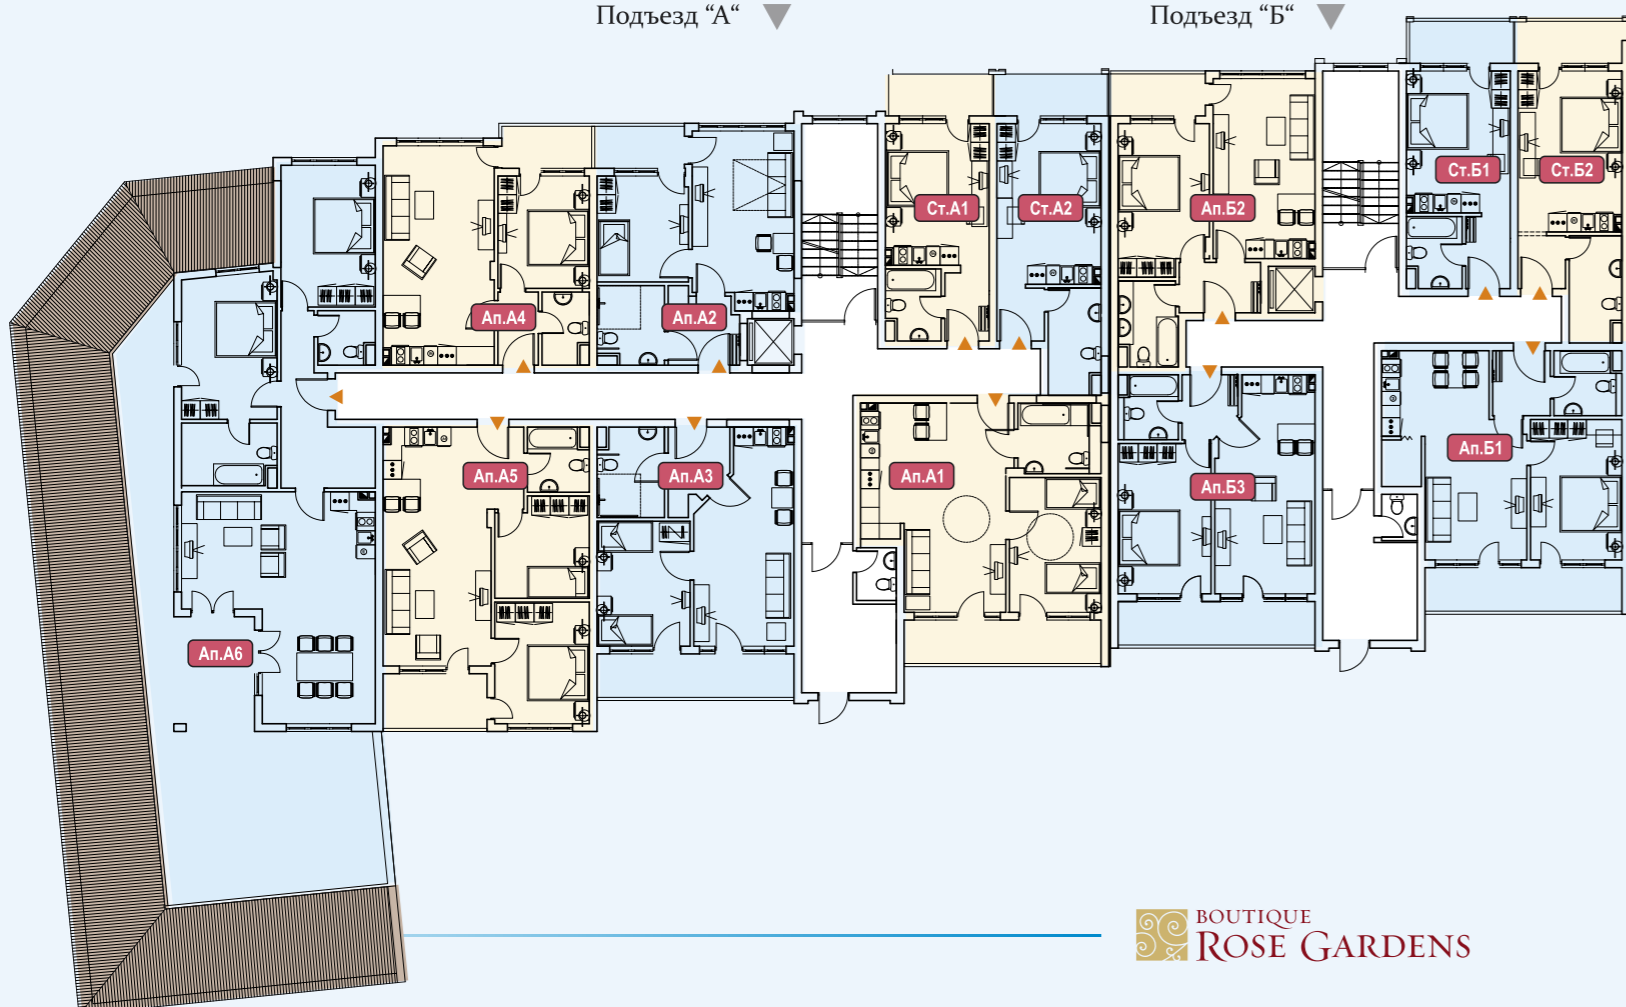 Подъезд “А“
Подъезд “Б“
Ст.Б1
Ст.Б2
Ст.А1
Ст.А2
Ап.Б2
Ап.А4
Ап.А2
Ап.А5
Ап.А3
Ап.А1
Ап.Б3
Ап.Б1
Ап.А6
BOUTIQUE
ROSE GARDENS